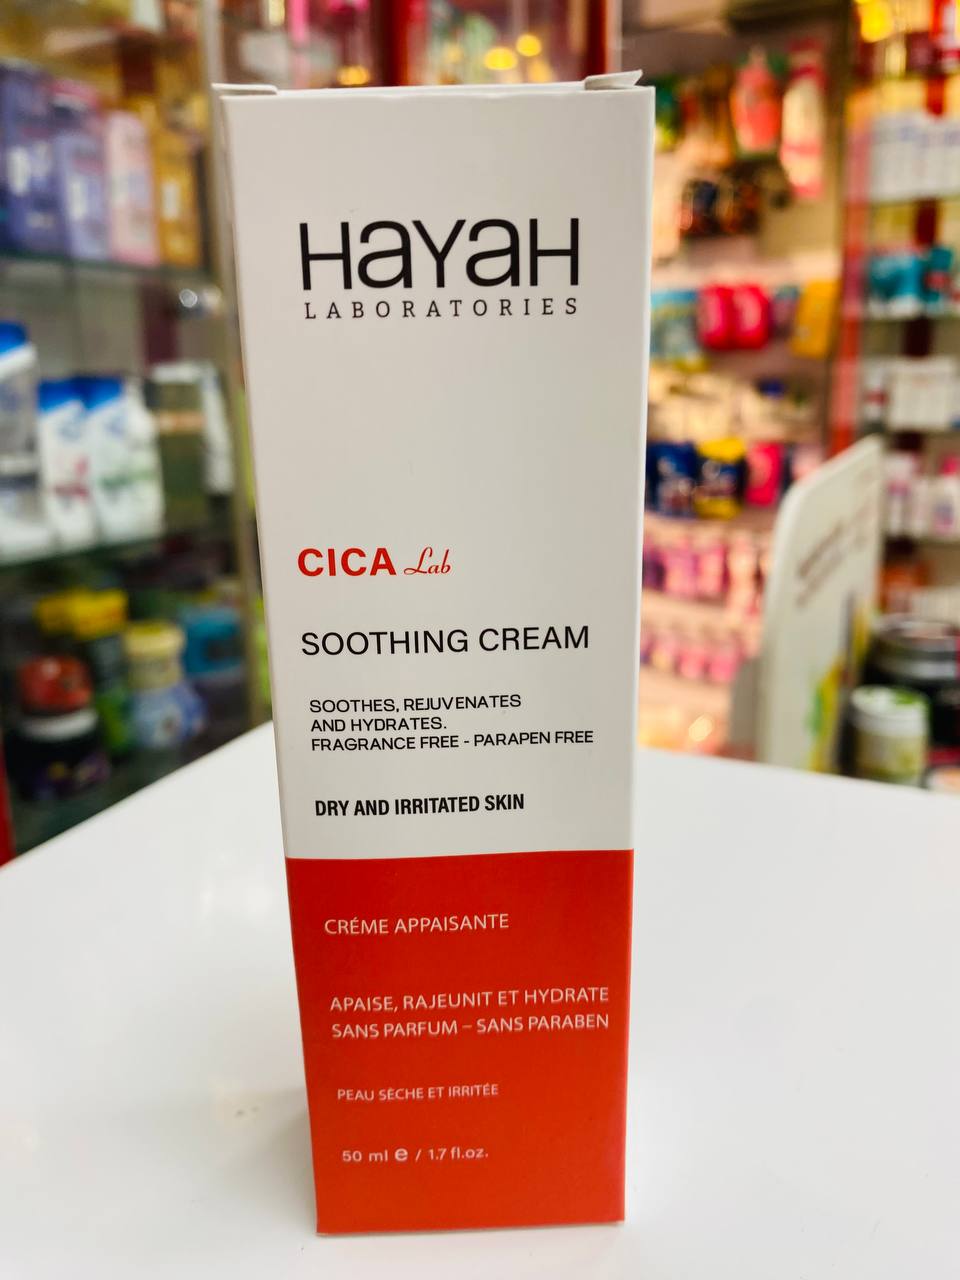 HAYAH
LABORATORIES
CICA Lab
SOOTHING CREAM
SOOTHES, REJUVENATES
AND HYDRATES.
FRAGRANCE FREE - PARAPEN FREE
DRY AND IRRITATED SKIN
CRÉME APPAISANTE
APAISE, RAJEUNIT ET HYDRATE
SANS PARFUM – SANS PARABEN
PEAU SÈCHE ET IRRITÉE
50 ml e / 1.7 fl.oz.